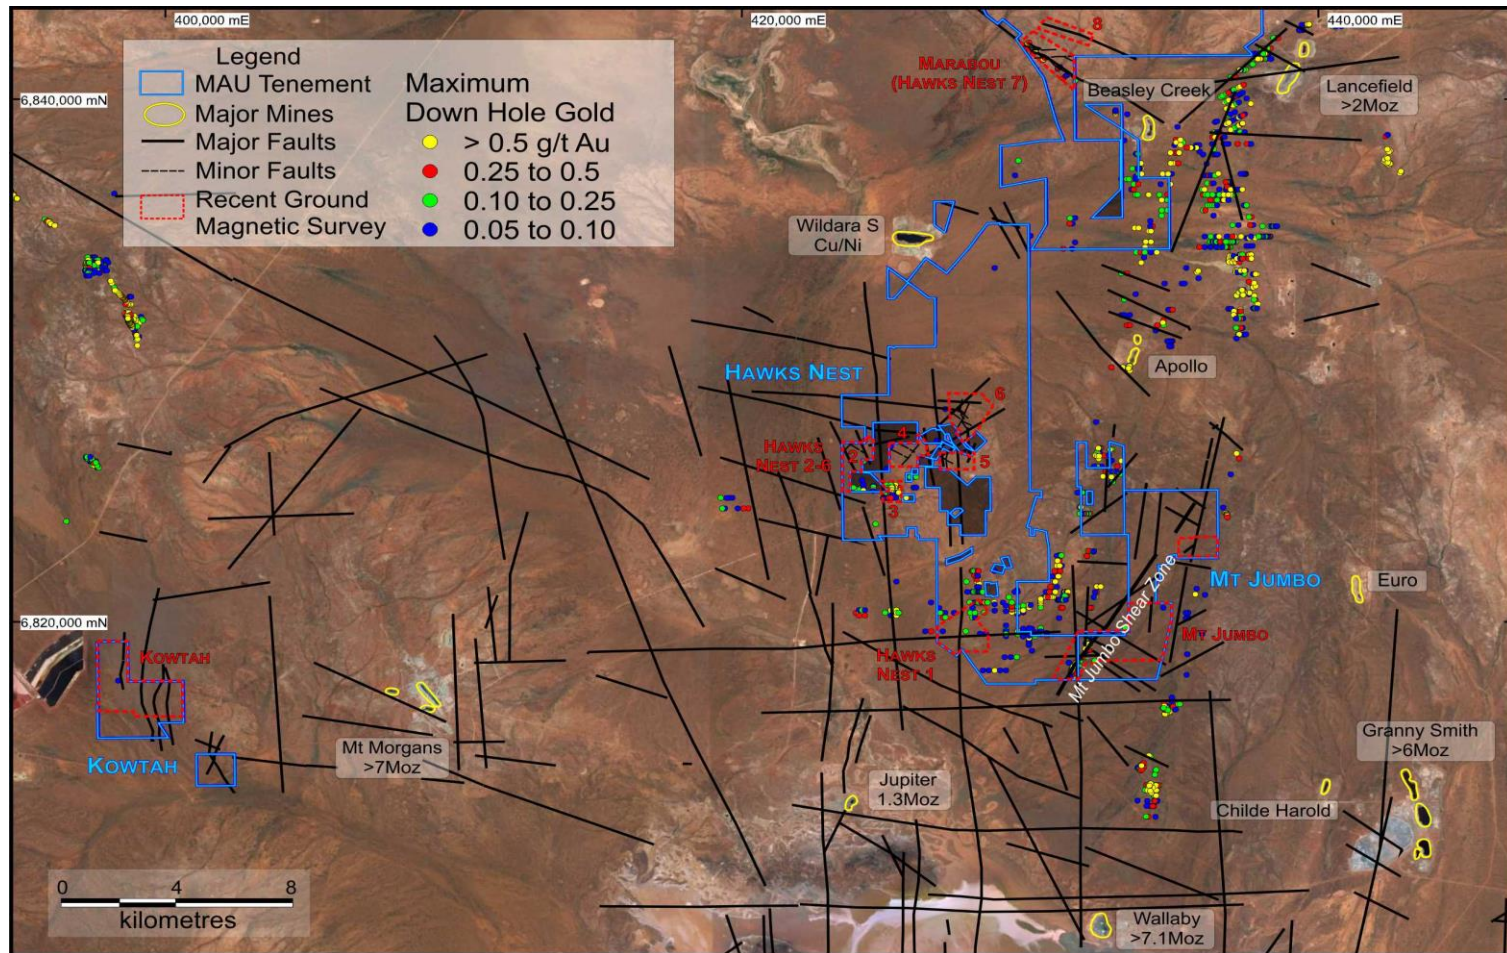 400,000 mE
420,000 mE
440,000 mE
8
Legend
MAU Tenement
Major Mines
Major Faults
Minor Faults
Recent Ground
Magnetic Survey
Maximum
Down Hole Gold
> 0.5 g/t Au
0.25 to 0.5
0.10 to 0.25
0.05 to 0.10
MARABOU
(HAWKS NEST 7)
Beasley Creek
Lancefield
>2Moz
6,840,000 mN
Wildara S
Cu/Ni
Apollo
HAWKS NEST
6
4
HAWKS
NEST 2-6
2
5
3
Mt Jumbo Shear Zone
MT JUMBO
Euro
6,820,000 mN
KOWTAH
HAWKS
NEST 1
MT JUMBO
KOWTAH
Mt Morgans
>7Moz
Jupiter
1.3Moz
Granny Smith
>6Moz
Childe Harold
0 4 8
kilometres
Wallaby
>7.1Moz